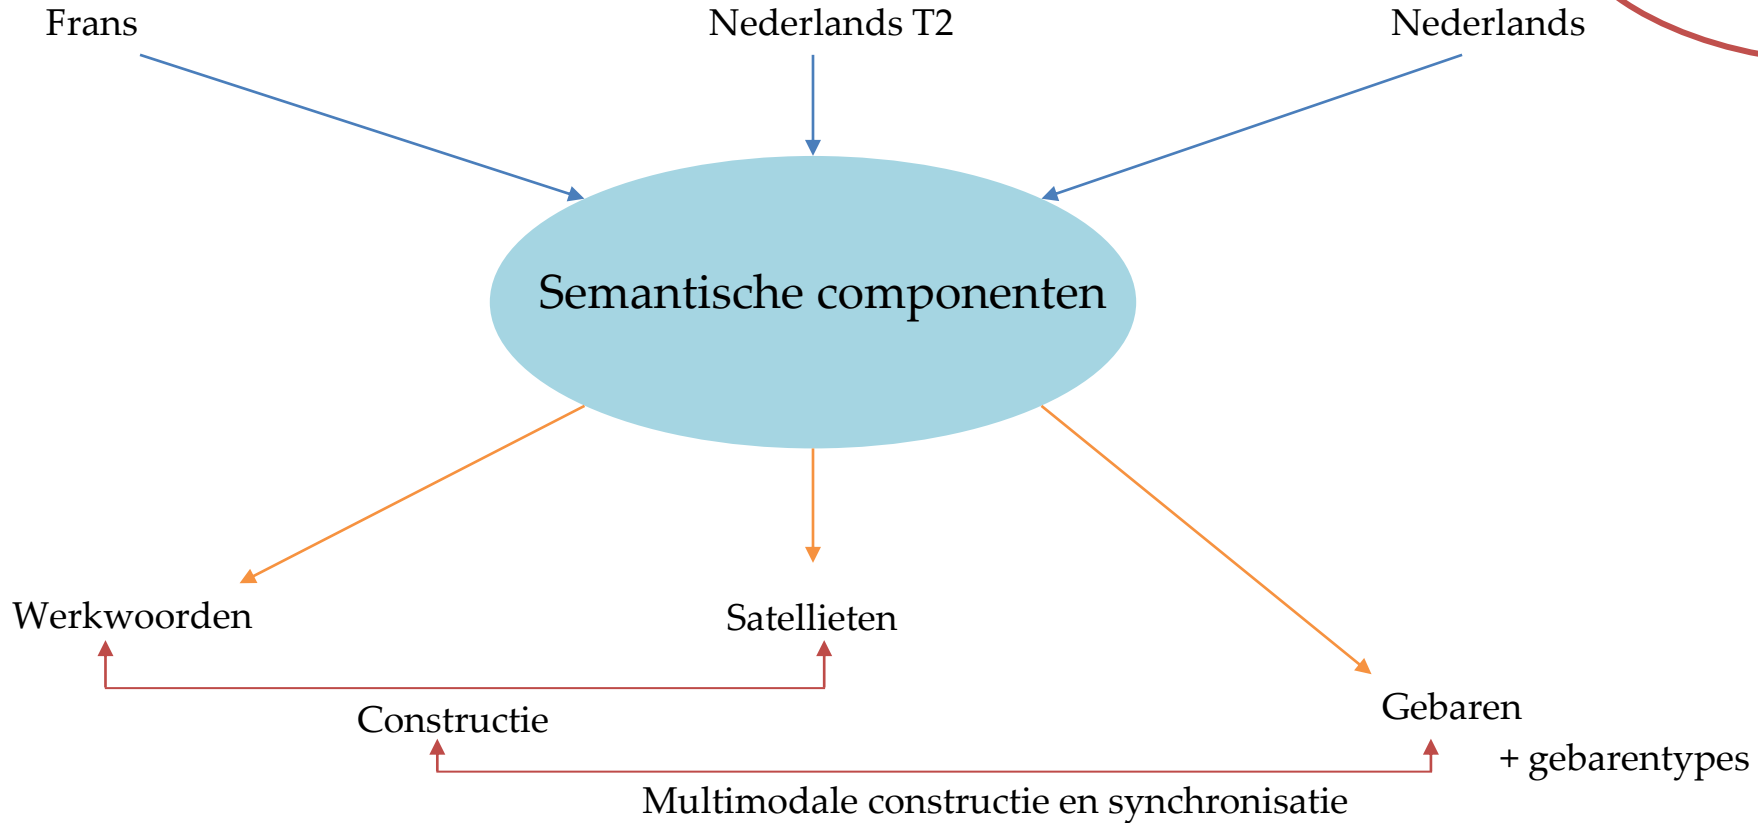 Frans
Nederlands T2
Nederlands
Semantische componenten
Werkwoorden
Satellieten
Gebaren
Constructie
+ gebarentypes
Multimodale constructie en synchronisatie